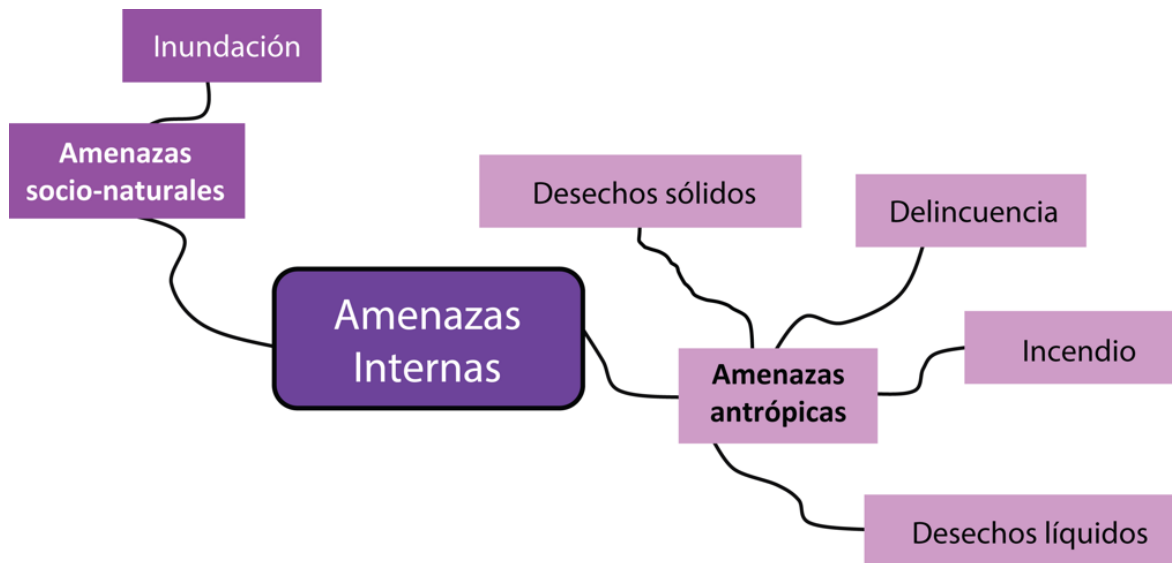 Inundación
Amenazas
socio-naturales
Amenazas
Internas
Desechos sólidos
Delincuencia
Incendio
Amenazas
antrópicas
Desechos líquidos